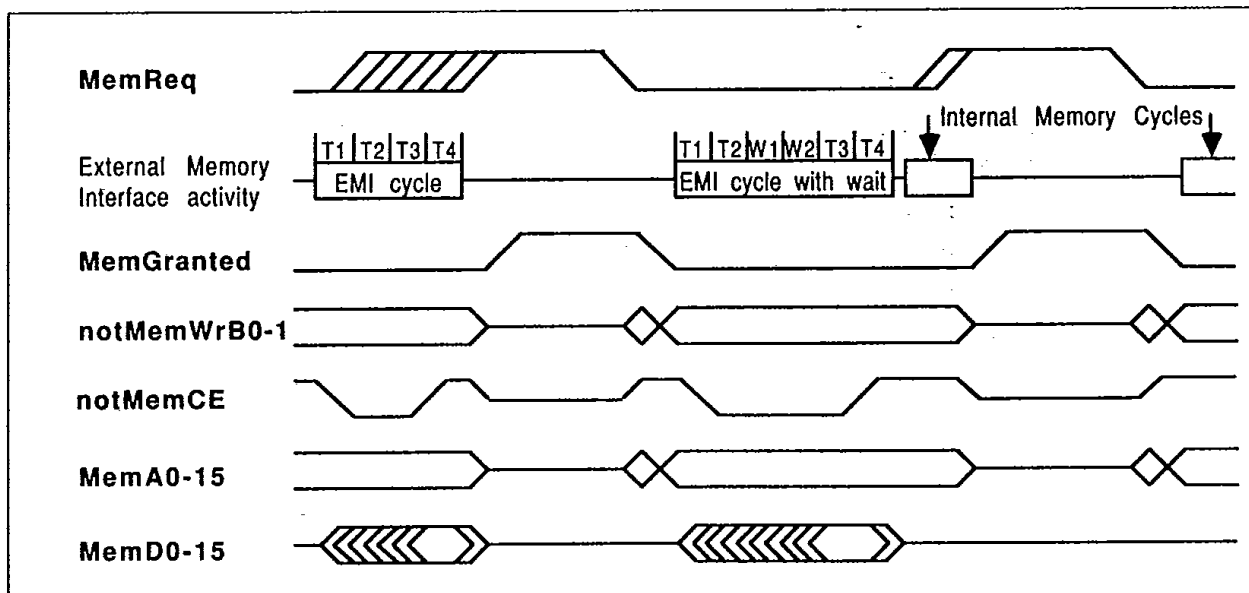 MemReq
Internal Memory Cycles
External Memory
Interface activity
T1 T2 T3 T4
EMI cycle
T1 T2 W1 W2 T3 T4
EMI cycle with wait
MemGranted
notMemWrB0-1
notMemCE
MemA0-15
MemD0-15